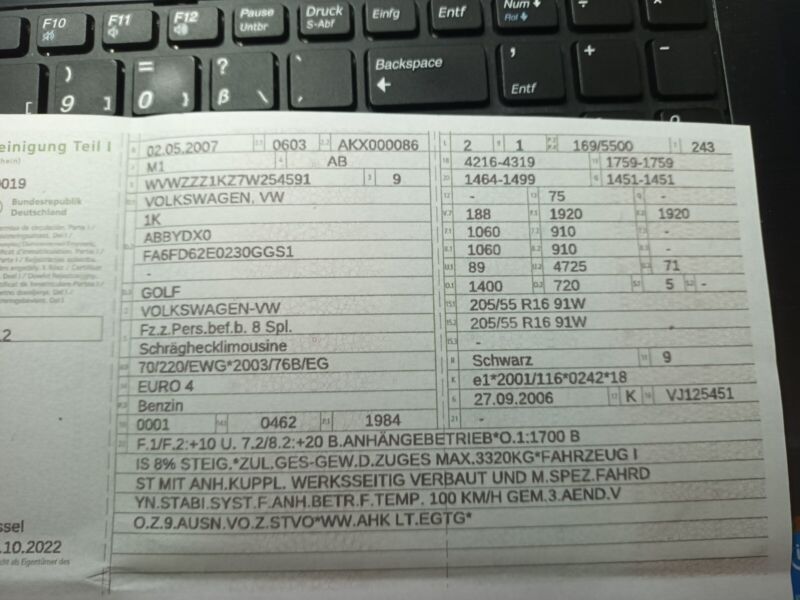 F10
F11
F12
Pause
Untbr
Druck
S-Abf
Einfg
Entf
Num
Rol
)
9 ]
=
0 }
?
ß \
`
Backspace
,
Entf
÷
-
einigung Teil I
0019
Bundesrepublik
Deutschland
.2
ssel
.10.2022
cht als Eigentümer des
02.05.2007 0603 AKX000086
M1 AB
WVWZZZ1KZ7W254591 9
VOLKSWAGEN, VW
1K
ABBYDX0
FA6FD62E0230GGS1
-
GOLF
VOLKSWAGEN-VW
Fz.z.Pers.bef.b. 8 Spl.
Schräghecklimousine
70/220/EWG*2003/76B/EG
EURO 4
Benzin
0001 0462 1984
2 1 169/5500 243
4216-4319 1759-1759
1464-1499 1451-1451
- 75 -
188 1920 1920
1060 910 -
1060 910 -
89 4725 71
1400 720 5 -
205/55 R16 91W
205/55 R16 91W
-
Schwarz 9
e1*2001/116*0242*18
27.09.2006 K VJ125451
-
F.1/F.2:+10 U. 7.2/8.2:+20 B.ANHÄNGEBETRIEB*O.1:1700 B
IS 8% STEIG.*ZUL.GES-GEW.D.ZUGES MAX.3320KG*FAHRZEUG I
ST MIT ANH.KUPPL. WERKSSEITIG VERBAUT UND M.SPEZ.FAHRD
YN.STABI.SYST.F.ANH.BETR.F.TEMP. 100 KM/H GEM.3.AEND.V
O.Z.9.AUSN.VO.Z.STVO*WW.AHK LT.EGTG*